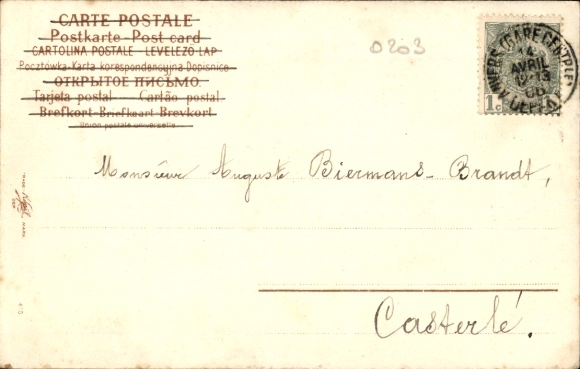 CARTE POSTALE
Postkarte - Post card
CARTOLINA POSTALE - LEVELEZÖ LAP
Pocztówka-Karta korespondencyjna Dopisnice
ОТКРЫТОЕ ПИСЬМО.
Tarjeta postal. Cartão postal.
Brefkort-Briefkaart Brevkort
Union postale universelle
0203
ANVERS (GARE CENTRALE)
14
AVRIL
06
1c
Monsieur Auguste Biermans-Brandt,
Casterlé.